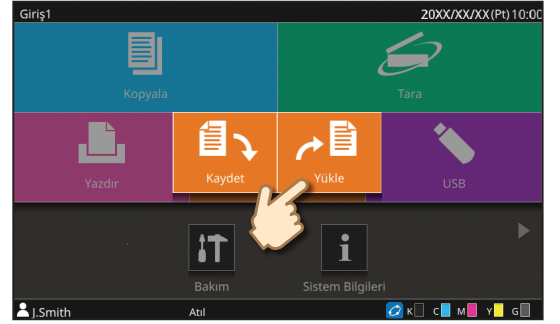 Giriş1 20XX/XX/XX(Pt)10:00
Kopyala Tara
Yazdır Kaydet Yükle USB
Bakım Sistem Bilgileri
J.Smith Atıl K C M Y G